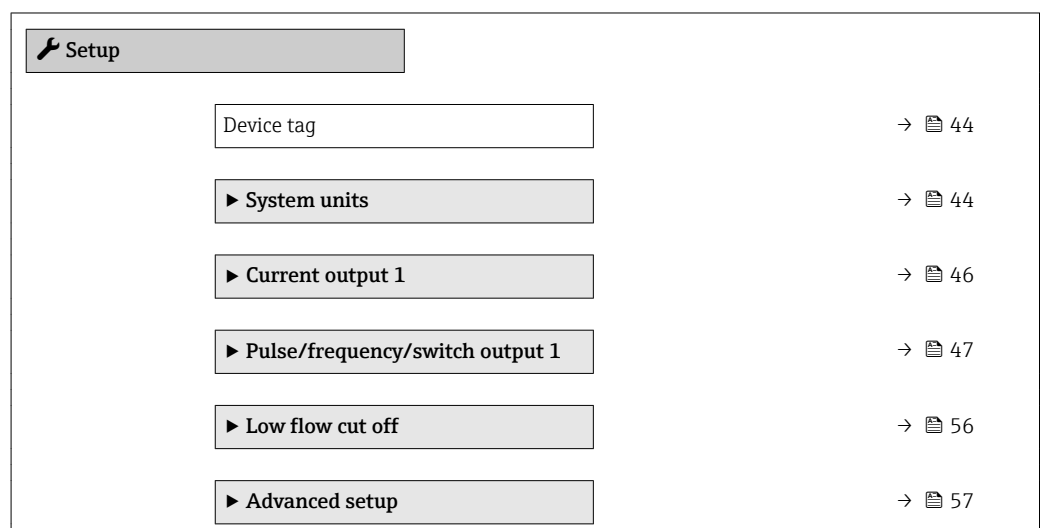 Setup
Device tag → 44
▶ System units → 44
▶ Current output 1 → 46
▶ Pulse/frequency/switch output 1 → 47
▶ Low flow cut off → 56
▶ Advanced setup → 57